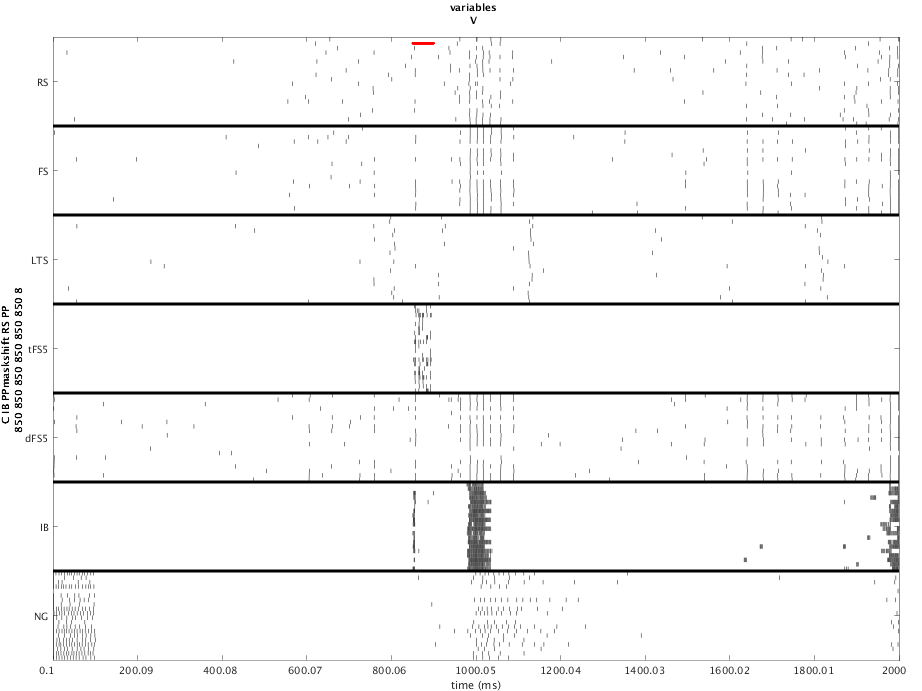 variables
V
RS
FS
LTS
tFS5
dFS5
IB
NG
C IB PPmaskshift RS PP
850 850 850 850 850 850 8
0.1 200.09 400.08 600.07 800.06 1000.05 1200.04 1400.03 1600.02 1800.01 2000
time (ms)